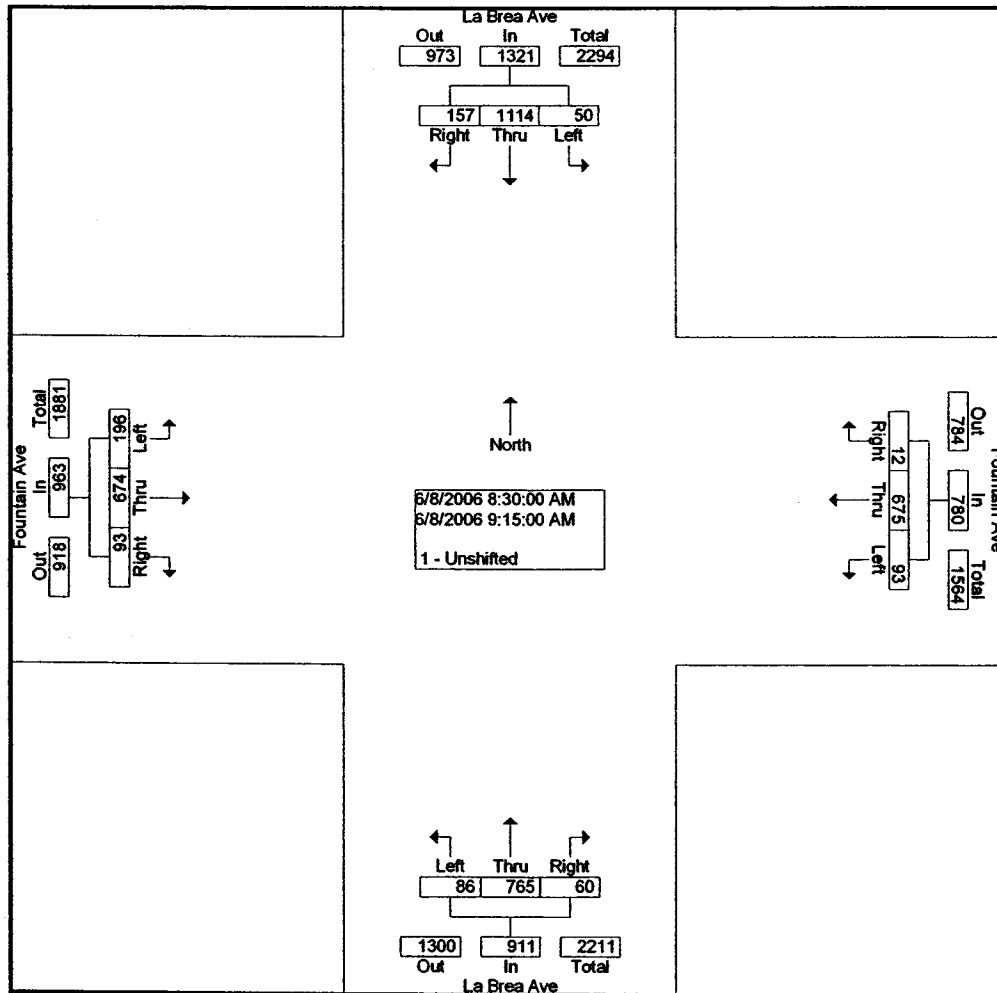 La Brea Ave
Out In Total
973 1321 2294
157 1114 50
Right Thru Left
Fountain Ave
Out In Total
918 963 1881
196 674 93
Left Thru Right
North
6/8/2006 8:30:00 AM
6/8/2006 9:15:00 AM
1 - Unshifted
Fountain Ave
Out In Total
784 780 1564
12 675 93
Right Thru Left
Left Thru Right
86 765 60
1300 911 2211
Out In Total
La Brea Ave